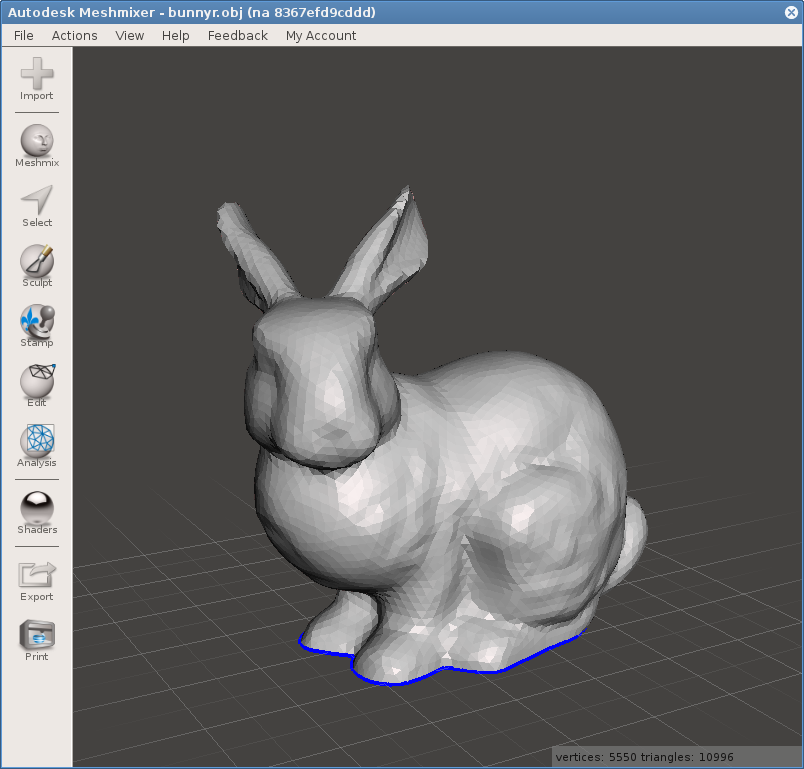 Autodesk Meshmixer - bunnyr.obj (na 8367efd9cddd)
File Actions View Help Feedback My Account
Import
Meshmix
Select
Sculpt
Stamp
Edit
Analysis
Shaders
Export
Print
vertices: 5550 triangles: 10996